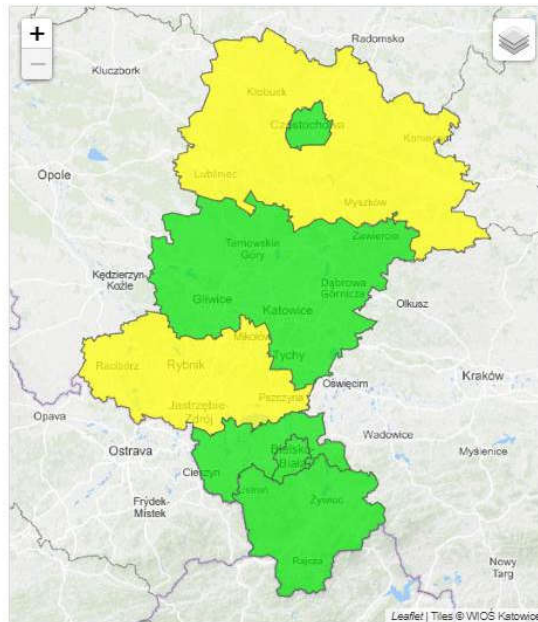 +
Radomsko
−
Kluczbork
Kłobuck
Częstochowa
Koniecpol
Lubliniec
Opole
Myszków
Zawiercie
Tarnowskie
Góry
Kędzierzyn-
Koźle
Dąbrowa
Górnicza
Gliwice
Katowice
Olkusz
Mikołów
Tychy
Racibórz
Rybnik
Kraków
Oświęcim
Pszczyna
Jastrzębie-
Zdrój
Opava
Wadowice
Ostrava
Bielsko-
Biała
Myślenice
Cieszyn
Żywiec
Frýdek-
Místek
Rajcza
Nowy
Targ
Leaflet | Tiles © WIOŚ Katowice